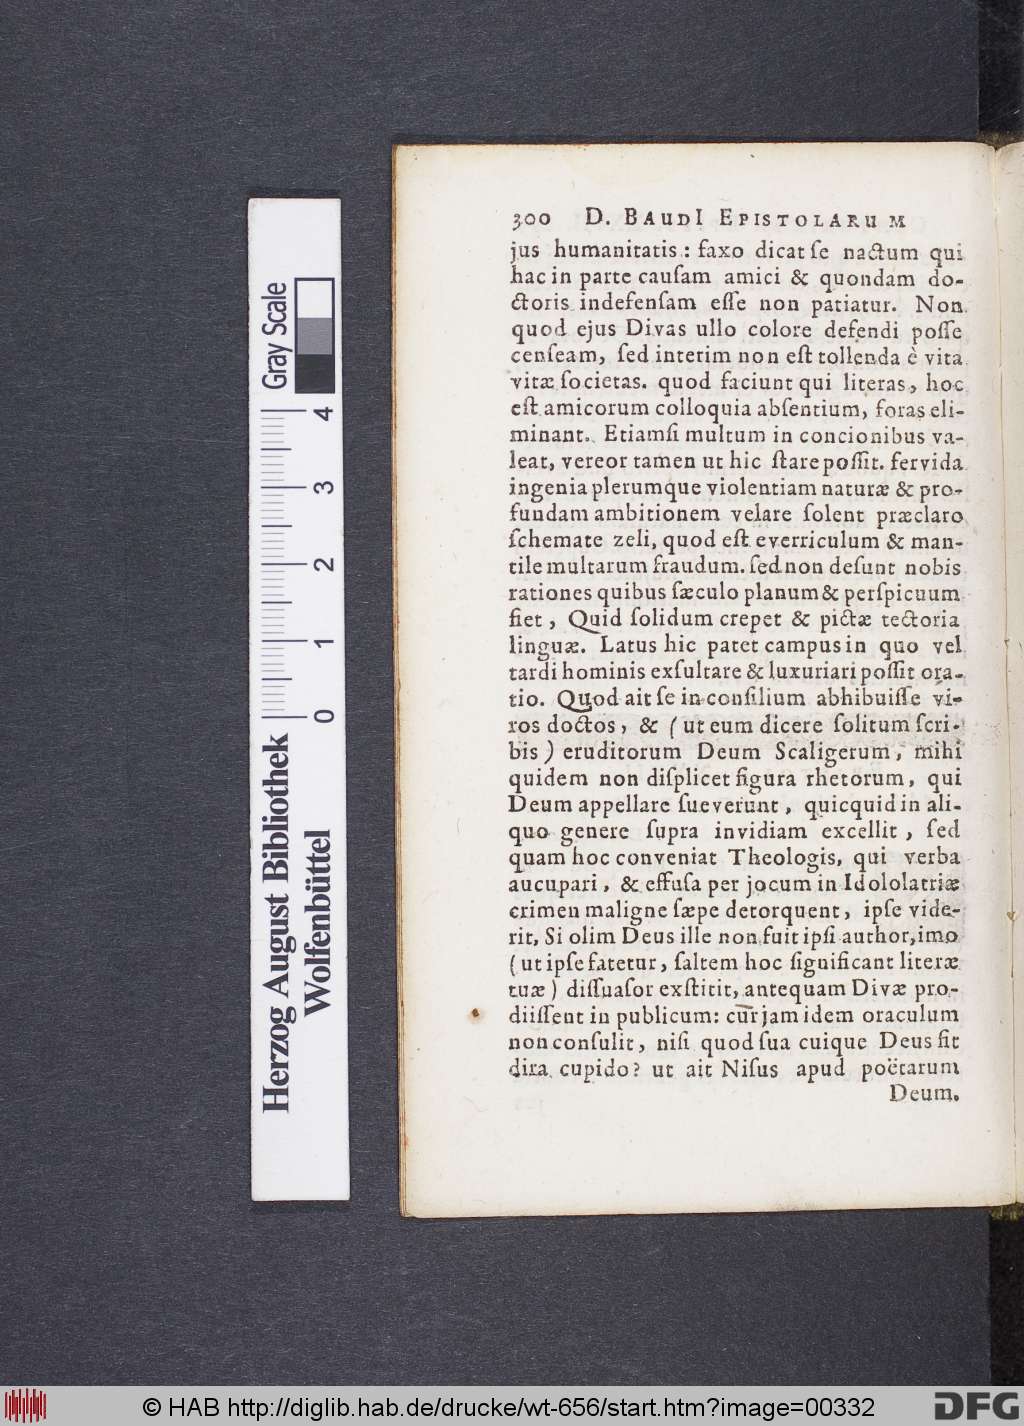 300 D. BAUDI EPISTOLARUM
jus humanitatis: faxo dicat ſe nactum qui
hac in parte cauſam amici & quondam do-
ctoris indefenſam eſſe non patiatur. Non
quod ejus Divas ullo colore defendi poſſe
cenſeam, ſed interim non eſt tollenda è vita
vitæ ſocietas. quod faciunt qui literas, hoc
eſt amicorum colloquia abſentium, foras eli-
minant. Etiamſi multum in concionibus va-
leat, vereor tamen ut hic ſtare poſſit. fervida
ingenia plerumque violentiam naturæ & pro-
fundam ambitionem velare ſolent præclaro
ſchemate zeli, quod eſt everriculum & man-
tile multarum fraudum. ſed non deſunt nobis
rationes quibus ſæculo planum & perſpicuum
fiet, Quid ſolidum crepet & pictæ tectoria
linguæ. Latus hic patet campus in quo vel
tardi hominis exſultare & luxuriari poſſit ora-
tio. Quod ait ſe in conſilium abhibuiſſe vi-
ros doctos, & (ut eum dicere ſolitum ſcri-
bis) eruditorum Deum Scaligerum, mihi
quidem non diſplicet figura rhetorum, qui
Deum appellare ſueverunt, quicquid in ali-
quo genere ſupra invidiam excellit, ſed
quam hoc conveniat Theologis, qui verba
aucupari, & effuſa per jocum in Idololatriæ
crimen maligne ſæpe detorquent, ipſe vide-
rit, Si olim Deus ille non fuit ipſi author, imo
(ut ipſe fatetur, ſaltem hoc ſignificant literæ
tuæ) diſſuaſor exſtitit, antequam Divæ pro-
diiſſent in publicum: cur jam idem oraculum
non conſulit, niſi quod ſua cuique Deus fit
dira cupido? ut ait Niſus apud poëtarum
Deum.
Gray Scale
4
3
2
1
0
Herzog August Bibliothek
Wolfenbüttel
© HAB http://diglib.hab.de/drucke/wt-656/start.htm?image=00332
DFG